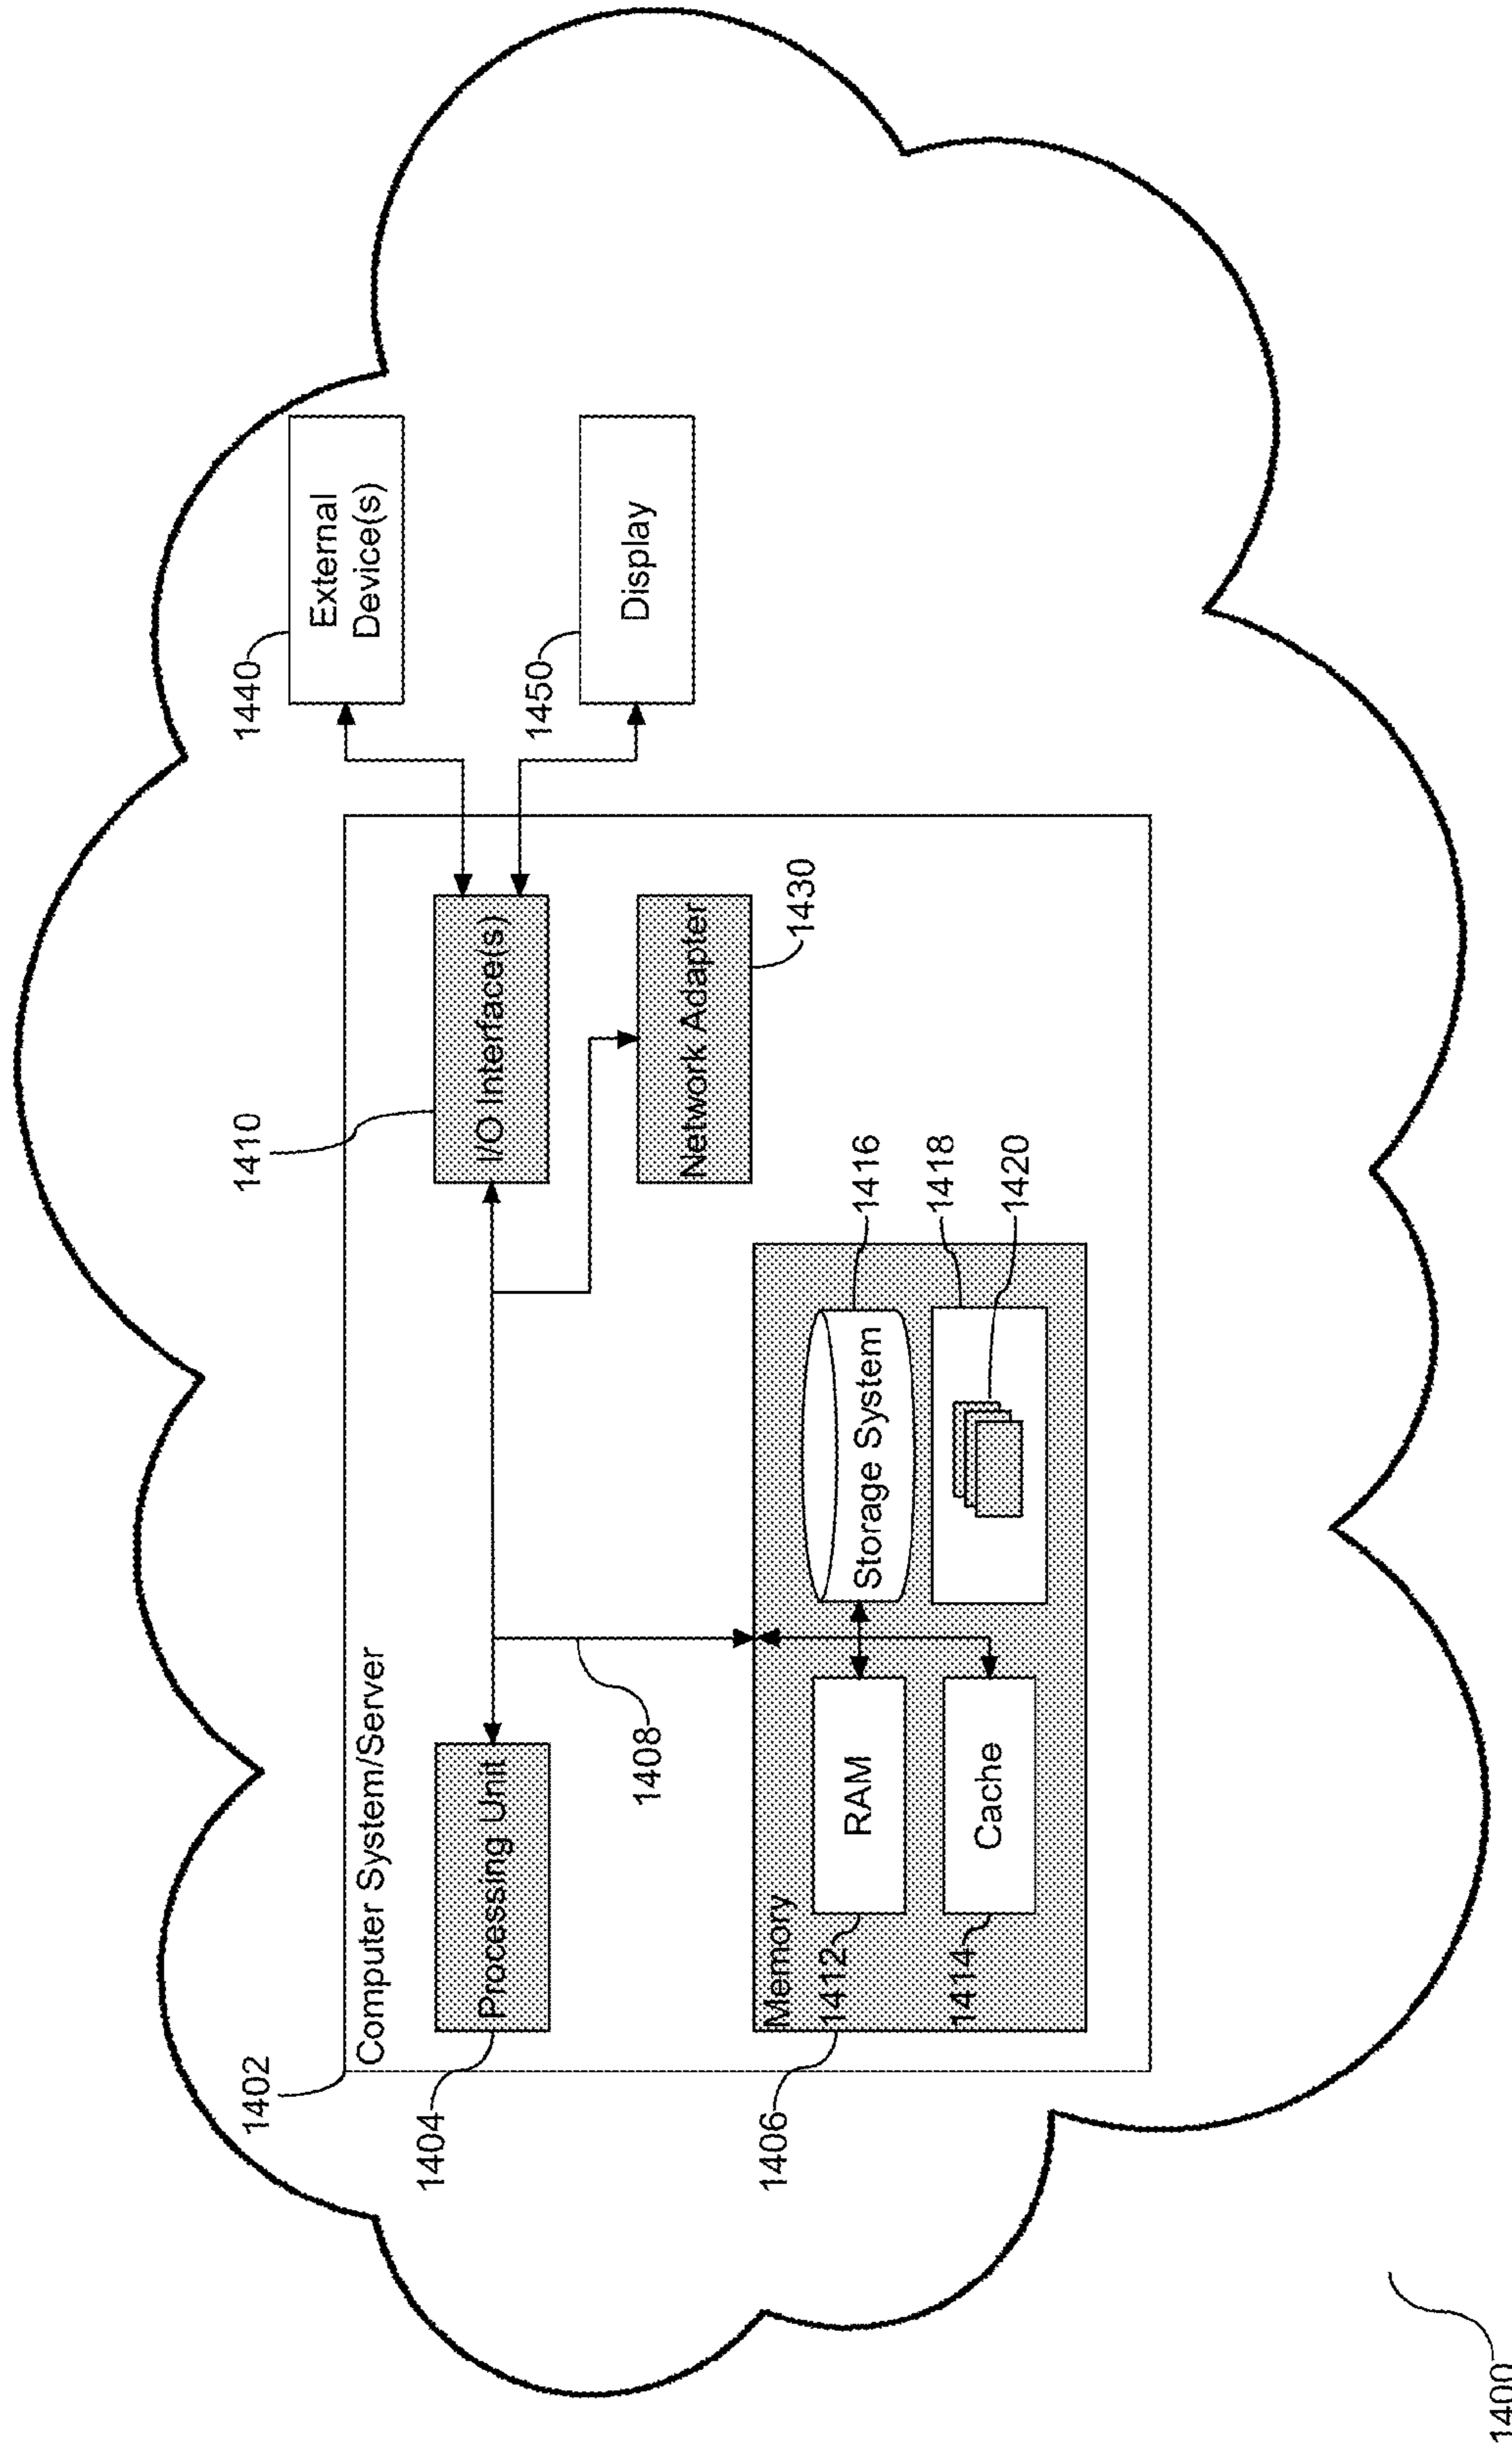 1402
Computer System/Server
1404
Processing Unit
1410
I/O Interface(s)
1440
External
Device(s)
1450
Display
1408
Network Adapter
1430
1406
Memory
1412
RAM
Storage System
1416
1414
Cache
1418
1420
1400